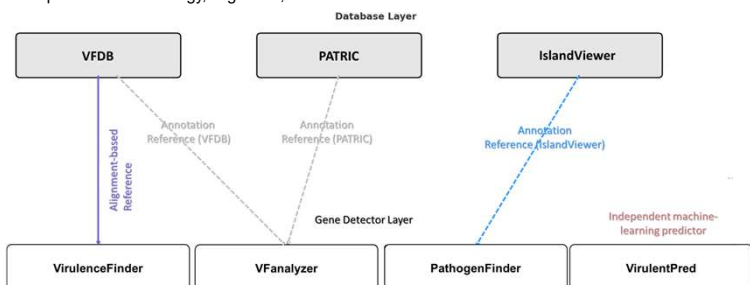 Database Layer
VFDB
PATRIC
IslandViewer
Annotation
Reference (VFDB)
Annotation
Reference (PATRIC)
Annotation
Reference (IslandViewer)
Alignment-based
Reference
Gene Detector Layer
Independent machine-
learning predictor
VirulenceFinder
VFanalyzer
PathogenFinder
VirulentPred